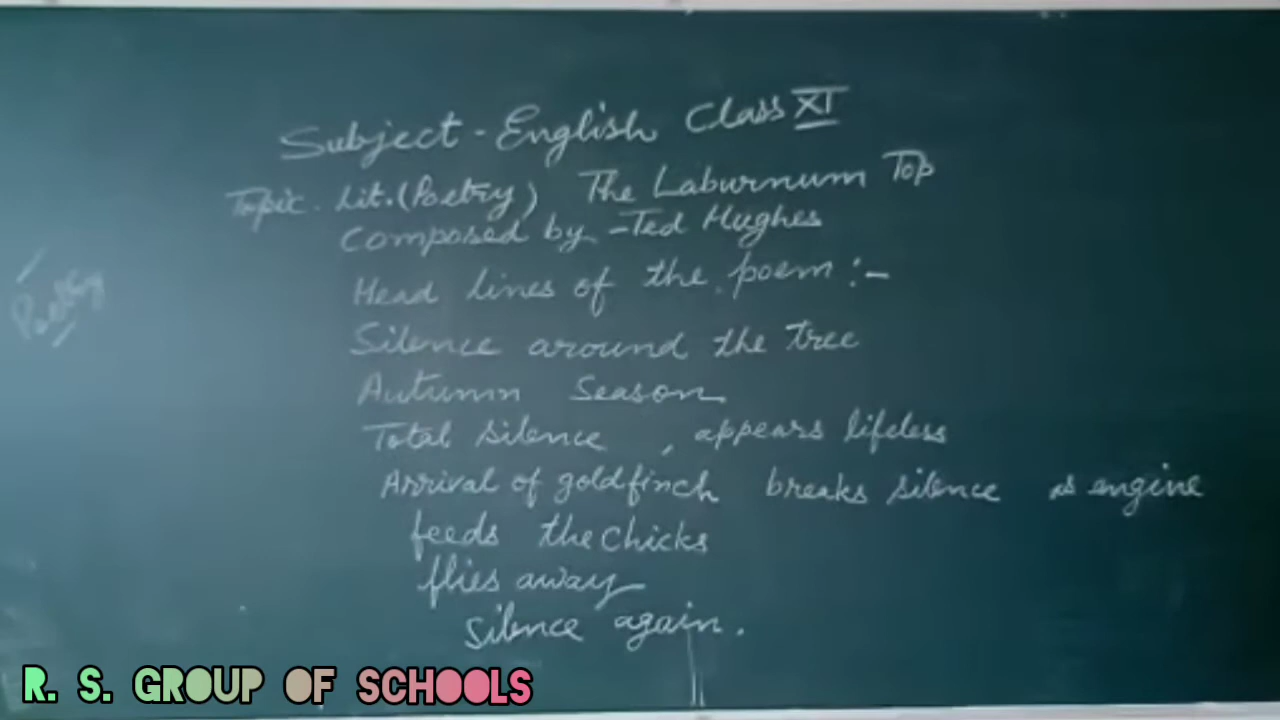 Subject - English Class XI
Topic. Lit. (Poetry) The Laburnum Top
Composed by - Ted Hughes
Head lines of the poem :-
Silence around the tree
Autumn Season
Total silence , appears lifeless
Arrival of goldfinch breaks silence as engine
feeds the chicks
flies away
silence again.
Poetry
R. S. GROUP OF SCHOOLS